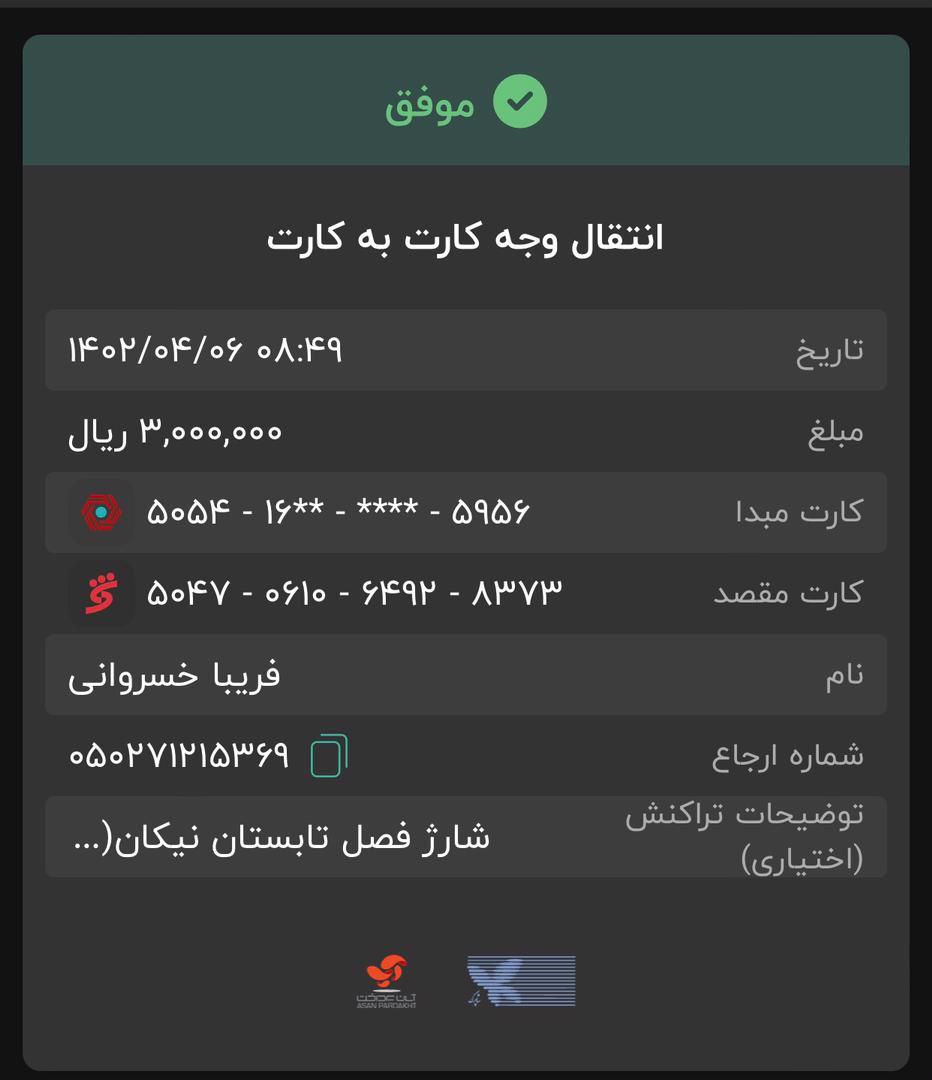 موفق
انتقال وجه کارت به کارت
تاریخ ۱۴۰۲/۰۴/۰۶ ۰۸:۴۹
مبلغ ۳,۰۰۰,۰۰۰ ریال
کارت مبدا ۵۰۵۴ - ۱۶** - **** - ۵۹۵۶
کارت مقصد ۵۰۴۷ - ۰۶۱۰ - ۶۴۹۲ - ۸۳۷۳
نام فریبا خسروانی
شماره ارجاع ۰۵۰۲۷۱۲۱۵۳۶۹
توضیحات تراکنش
(اختیاری) شارژ فصل تابستان نیکان(...
آسان پرداخت
ASAN PARDAKHT